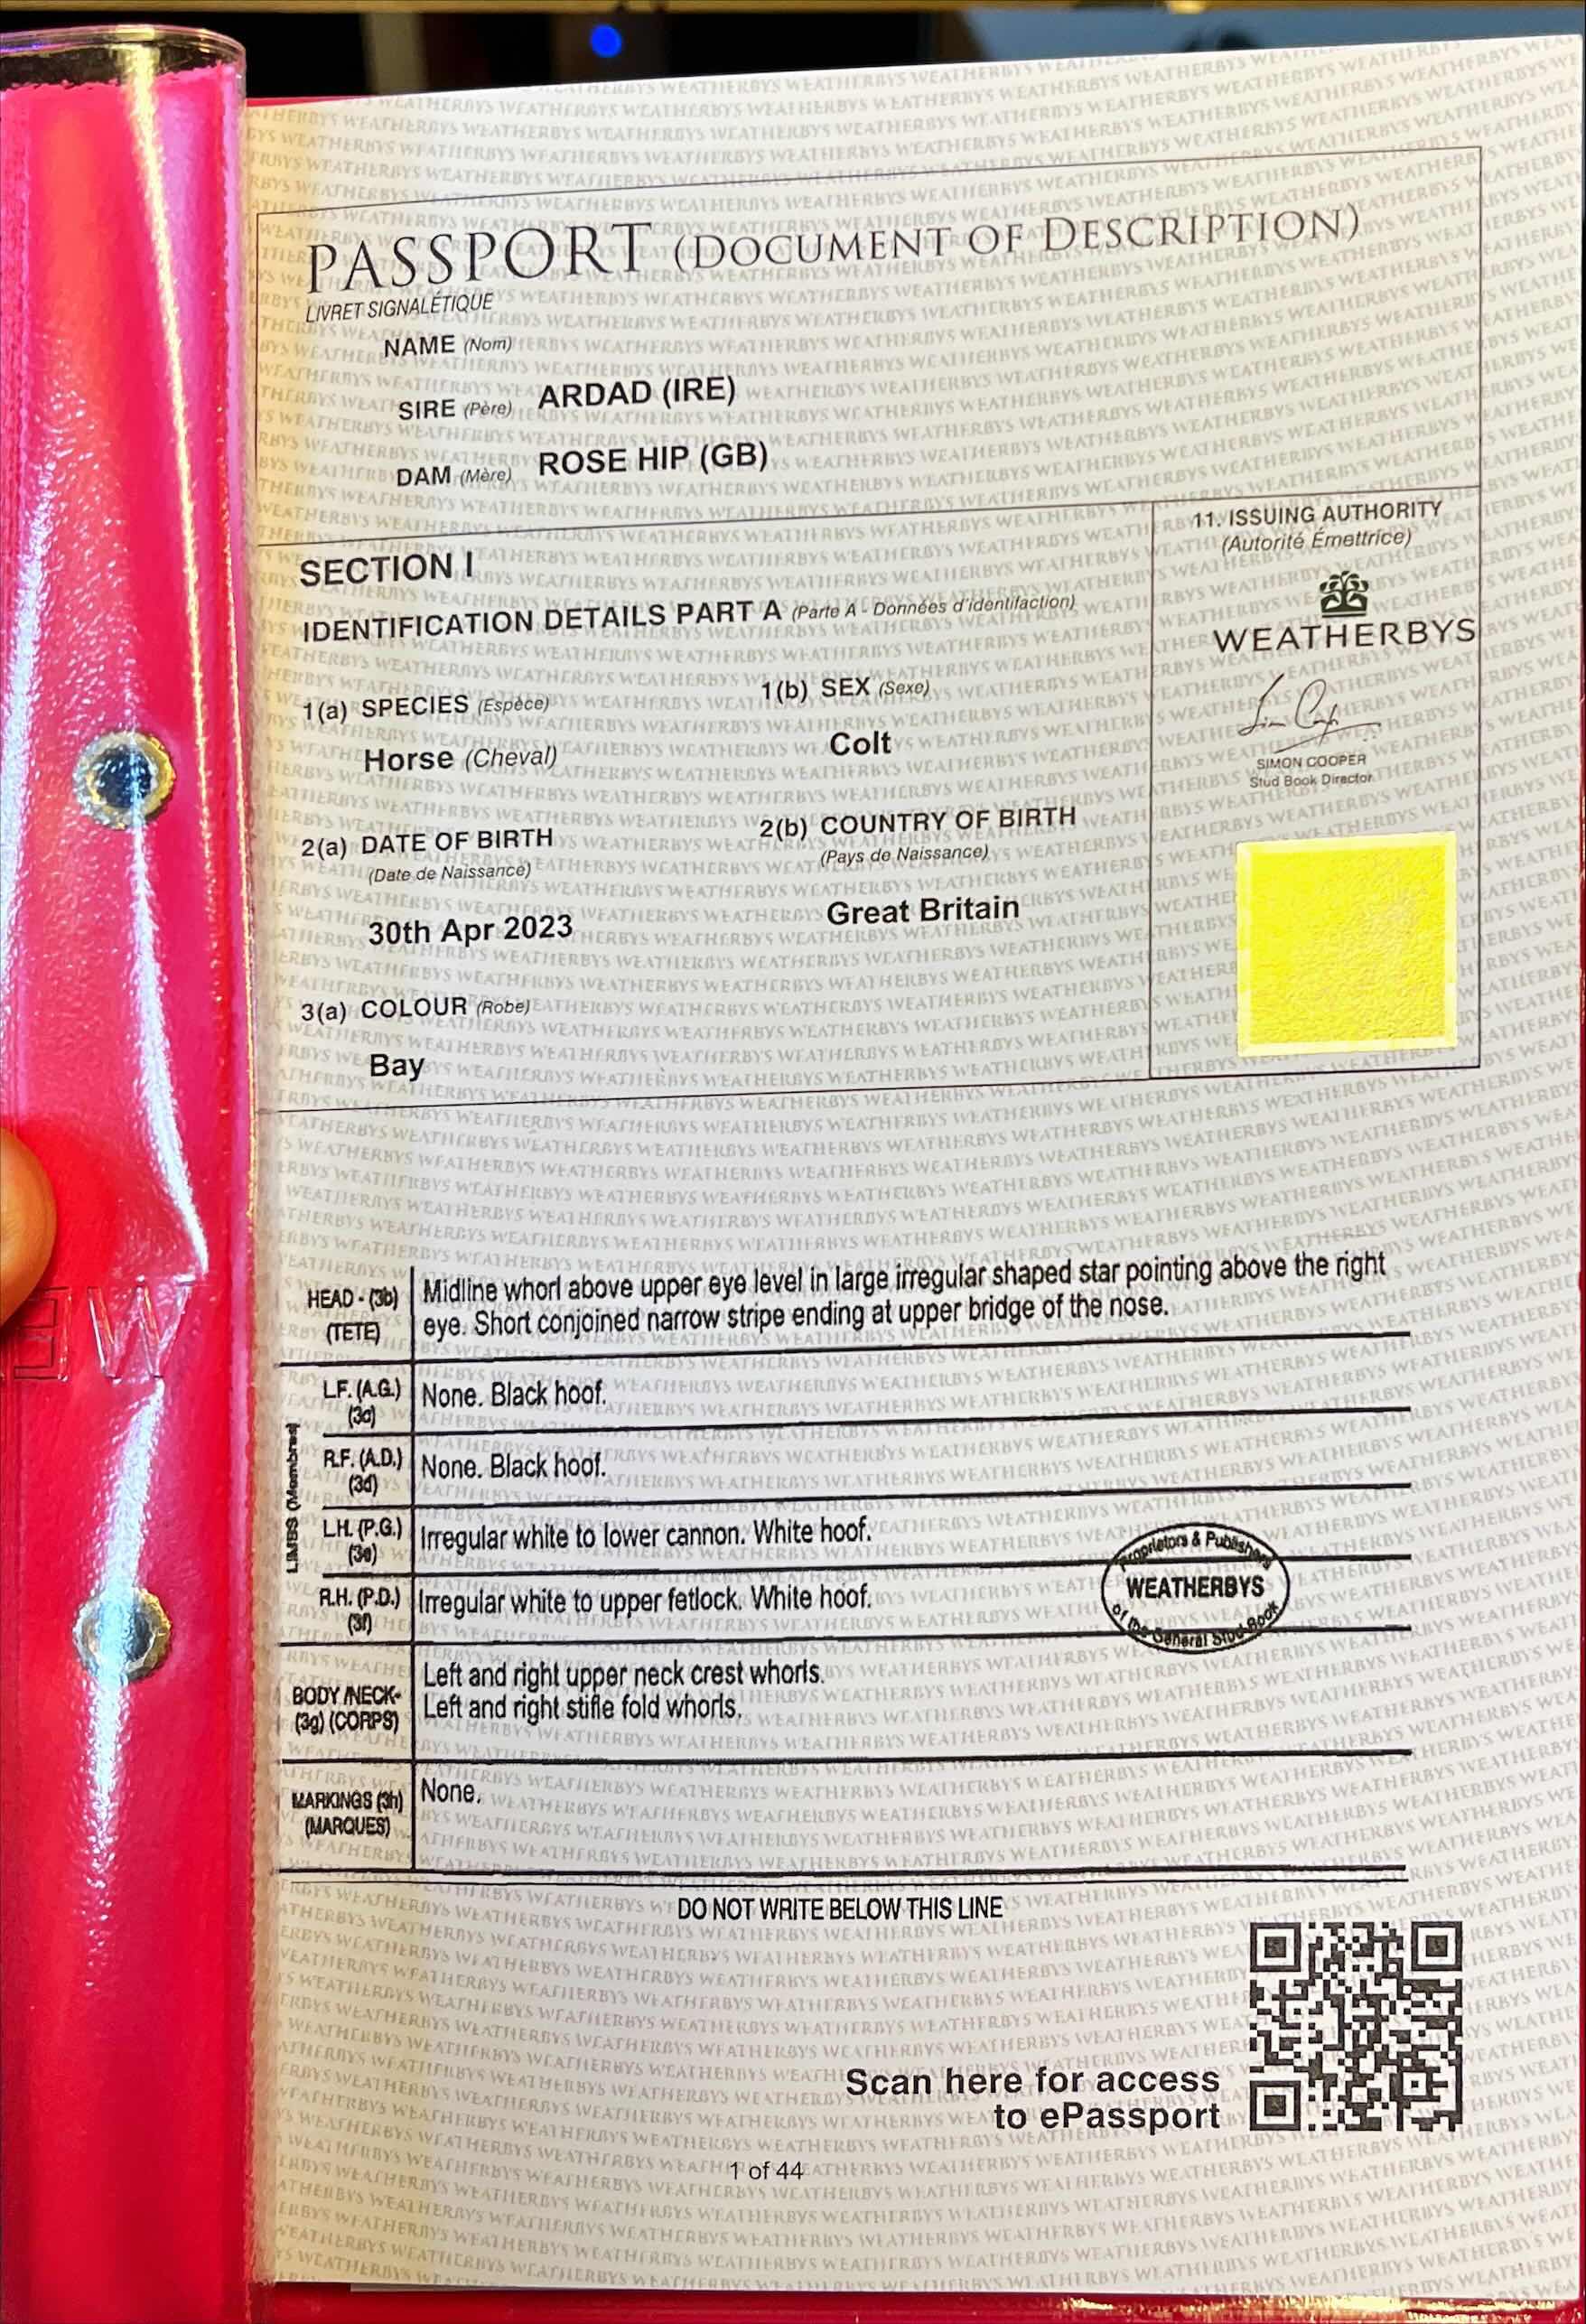 PASSPORT (DOCUMENT OF DESCRIPTION)
LIVRET SIGNALÉTIQUE
NAME (Nom)
SIRE (Père) ARDAD (IRE)
DAM (Mère) ROSE HIP (GB)
SECTION I
IDENTIFICATION DETAILS PART A (Parte A - Données d'identifaction)
1(a) SPECIES (Espèce)
Horse (Cheval)
1(b) SEX (Sexe)
Colt
2(a) DATE OF BIRTH
(Date de Naissance)
30th Apr 2023
2(b) COUNTRY OF BIRTH
(Pays de Naissance)
Great Britain
3(a) COLOUR (Robe)
Bay
11. ISSUING AUTHORITY
(Autorité Émettrice)
WEATHERBYS
SIMON COOPER
Stud Book Director
HEAD - (3b)
(TETE)
Midline whorl above upper eye level in large irregular shaped star pointing above the right
eye. Short conjoined narrow stripe ending at upper bridge of the nose.
LIMBS (Membres)
L.F. (A.G.)
(3c)
None. Black hoof.
R.F. (A.D.)
(3d)
None. Black hoof.
L.H. (P.G.)
(3e)
Irregular white to lower cannon. White hoof.
R.H. (P.D.)
(3f)
Irregular white to upper fetlock. White hoof.
Proprietors & Publishers
WEATHERBYS
of the General Stud Book
BODY /NECK-
(3g) (CORPS)
Left and right upper neck crest whorls.
Left and right stifle fold whorls.
MARKINGS (3h)
(MARQUES)
None.
DO NOT WRITE BELOW THIS LINE
Scan here for access
to ePassport
1 of 44